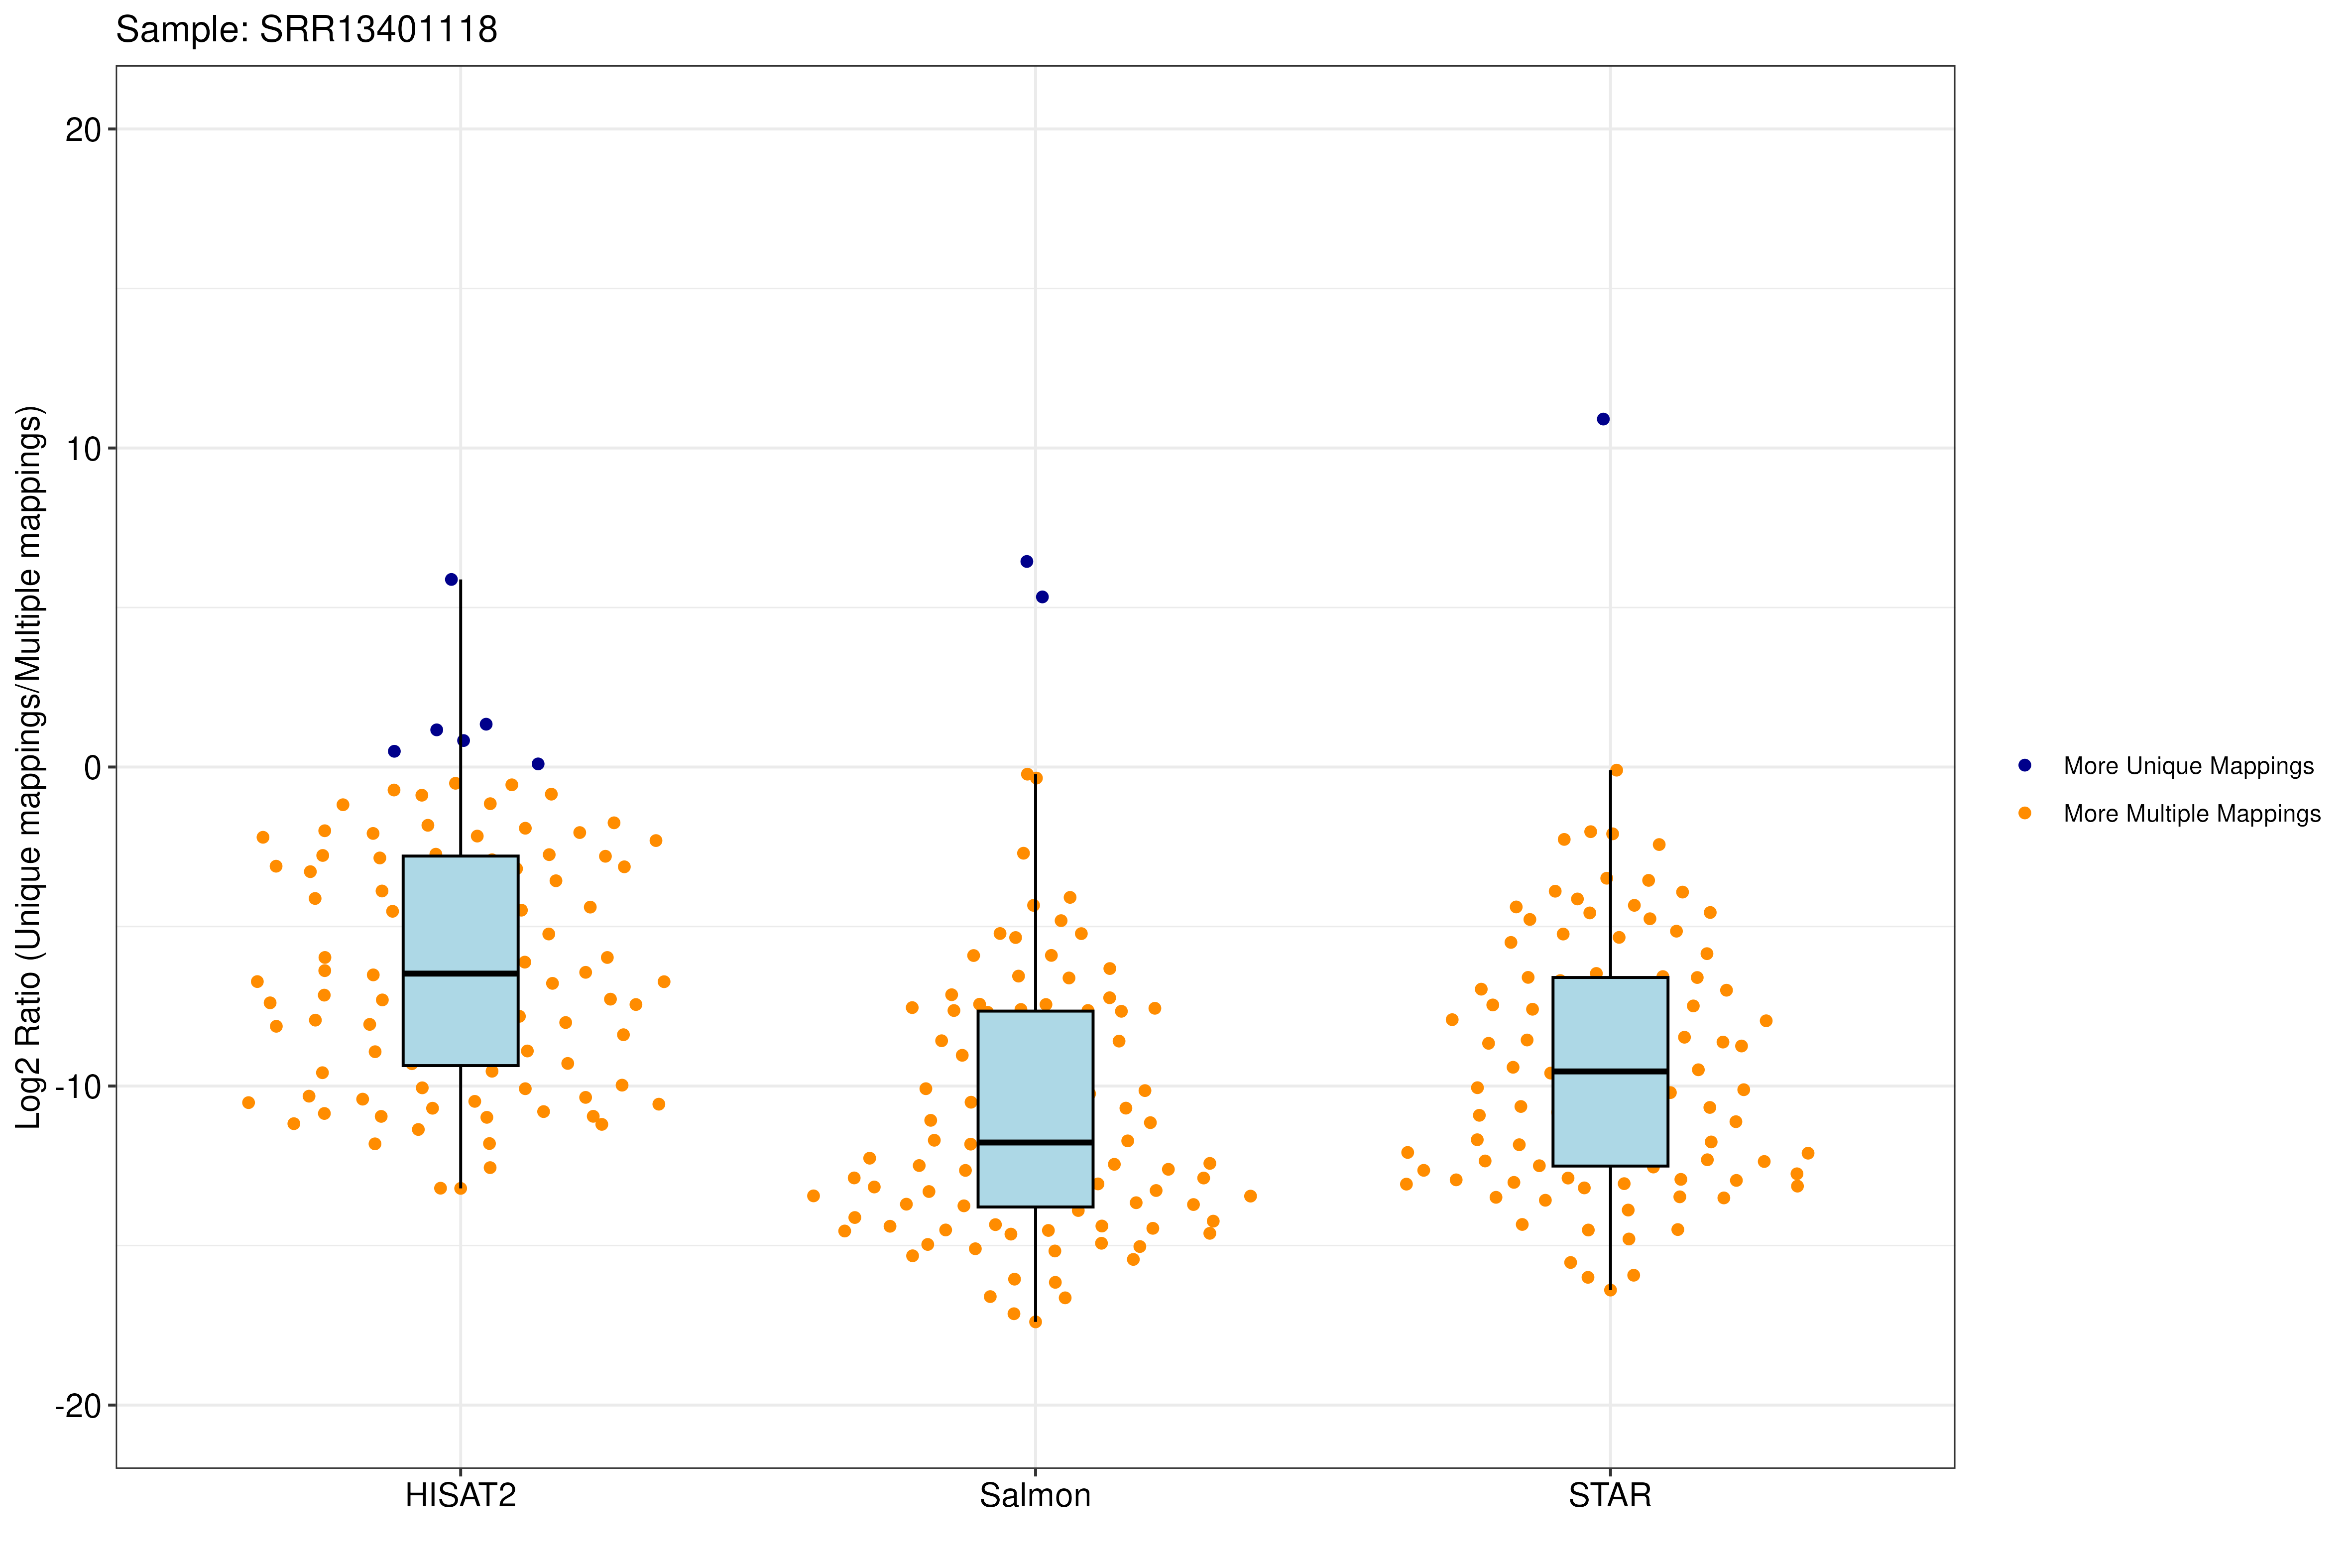 Sample: SRR13401118
Log2 Ratio (Unique mappings/Multiple mappings)
20
10
0
-10
-20
HISAT2
Salmon
STAR
More Unique Mappings
More Multiple Mappings